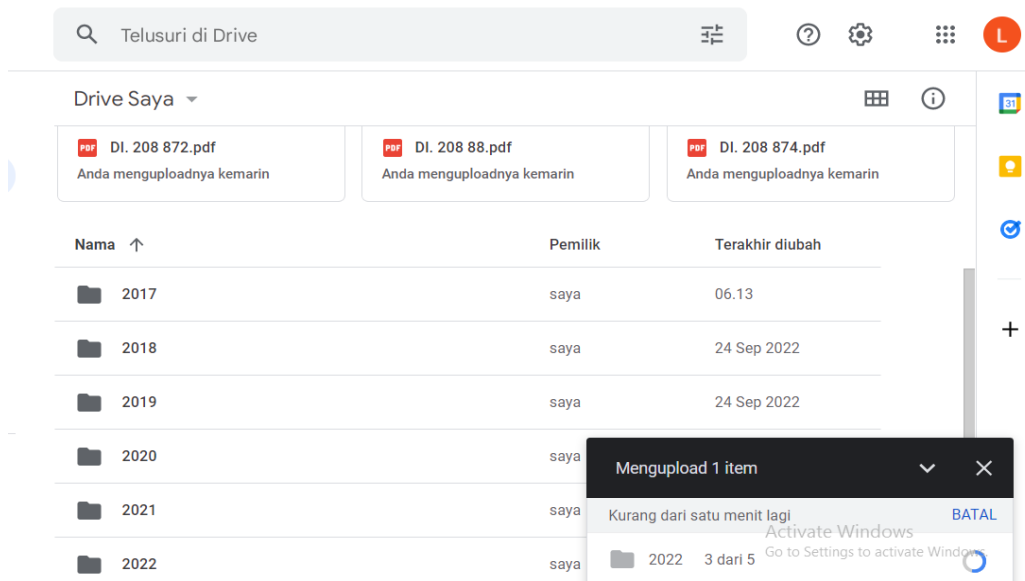 Telusuri di Drive
L
Drive Saya
31
PDF DI. 208 872.pdf
Anda menguploadnya kemarin
PDF DI. 208 88.pdf
Anda menguploadnya kemarin
PDF DI. 208 874.pdf
Anda menguploadnya kemarin
Nama Pemilik Terakhir diubah
2017 saya 06.13
2018 saya 24 Sep 2022
2019 saya 24 Sep 2022
2020 saya
2021 saya
2022 saya
Mengupload 1 item
Kurang dari satu menit lagi BATAL
2022 3 dari 5
Activate Windows
Go to Settings to activate Windows.